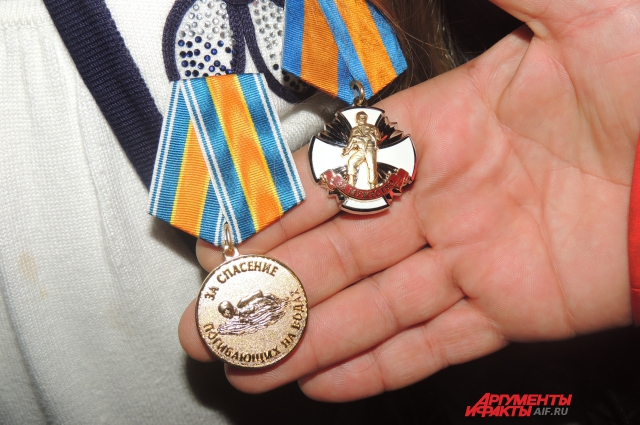 ЗА СПАСЕНИЕ
ПОГИБАЮЩИХ НА ВОДАХ
АРГУМЕНТЫ
И ФАКТЫ AIF.RU